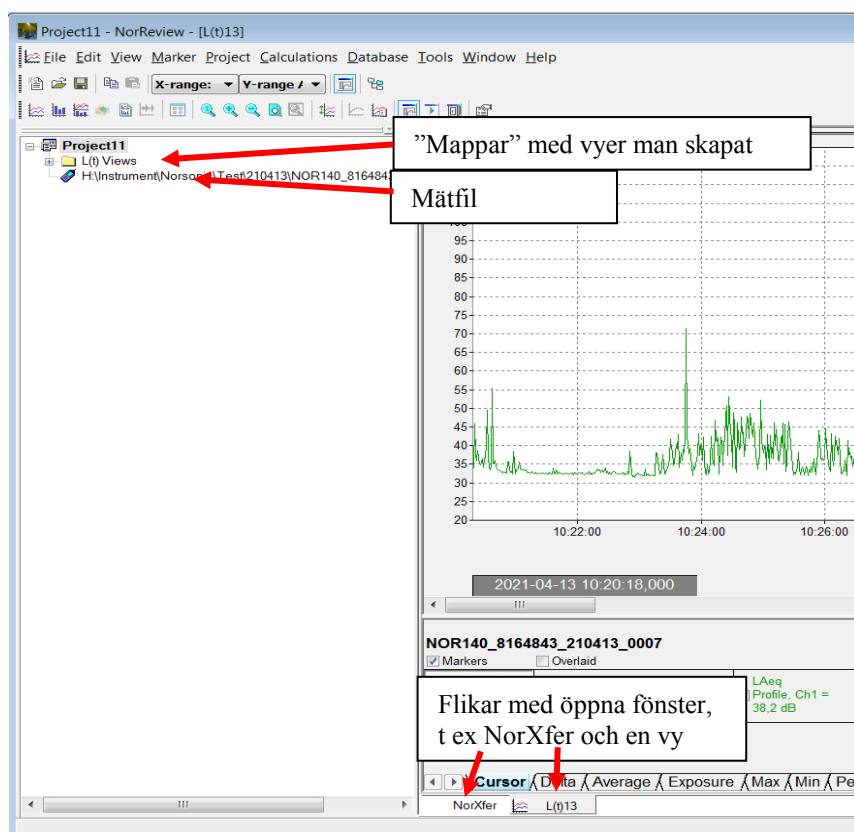 Project11 - NorReview - [L(t)13]
File Edit View Marker Project Calculations Database Tools Window Help
X-range: Y-range
Project11
L(t) Views
H:\Instrument\Norsonic\Test\210413\NOR140_8164843
"Mappar" med vyer man skapat
Mätfil
100
95
90
85
80
75
70
65
60
55
50
45
40
35
30
25
20
10:22:00 10:24:00 10:26:00
2021-04-13 10:20:18,000
NOR140_8164843_210413_0007
Markers Overlaid
LAeq
Profile, Ch1 =
38,2 dB
Flikar med öppna fönster,
t ex NorXfer och en vy
Cursor Delta Average Exposure Max Min Pe
NorXfer L(t)13